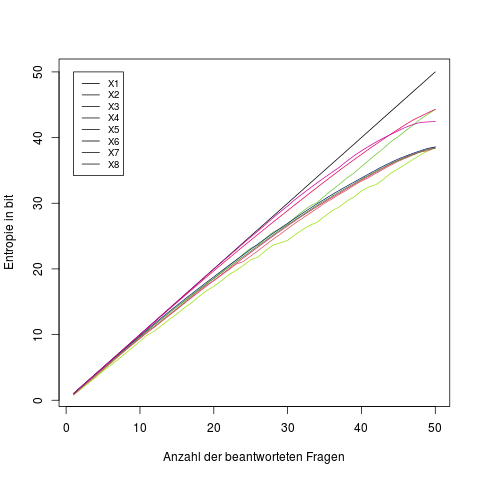 50
40
30
20
10
0
Entropie in bit
X1
X2
X3
X4
X5
X6
X7
X8
0 10 20 30 40 50
Anzahl der beantworteten Fragen